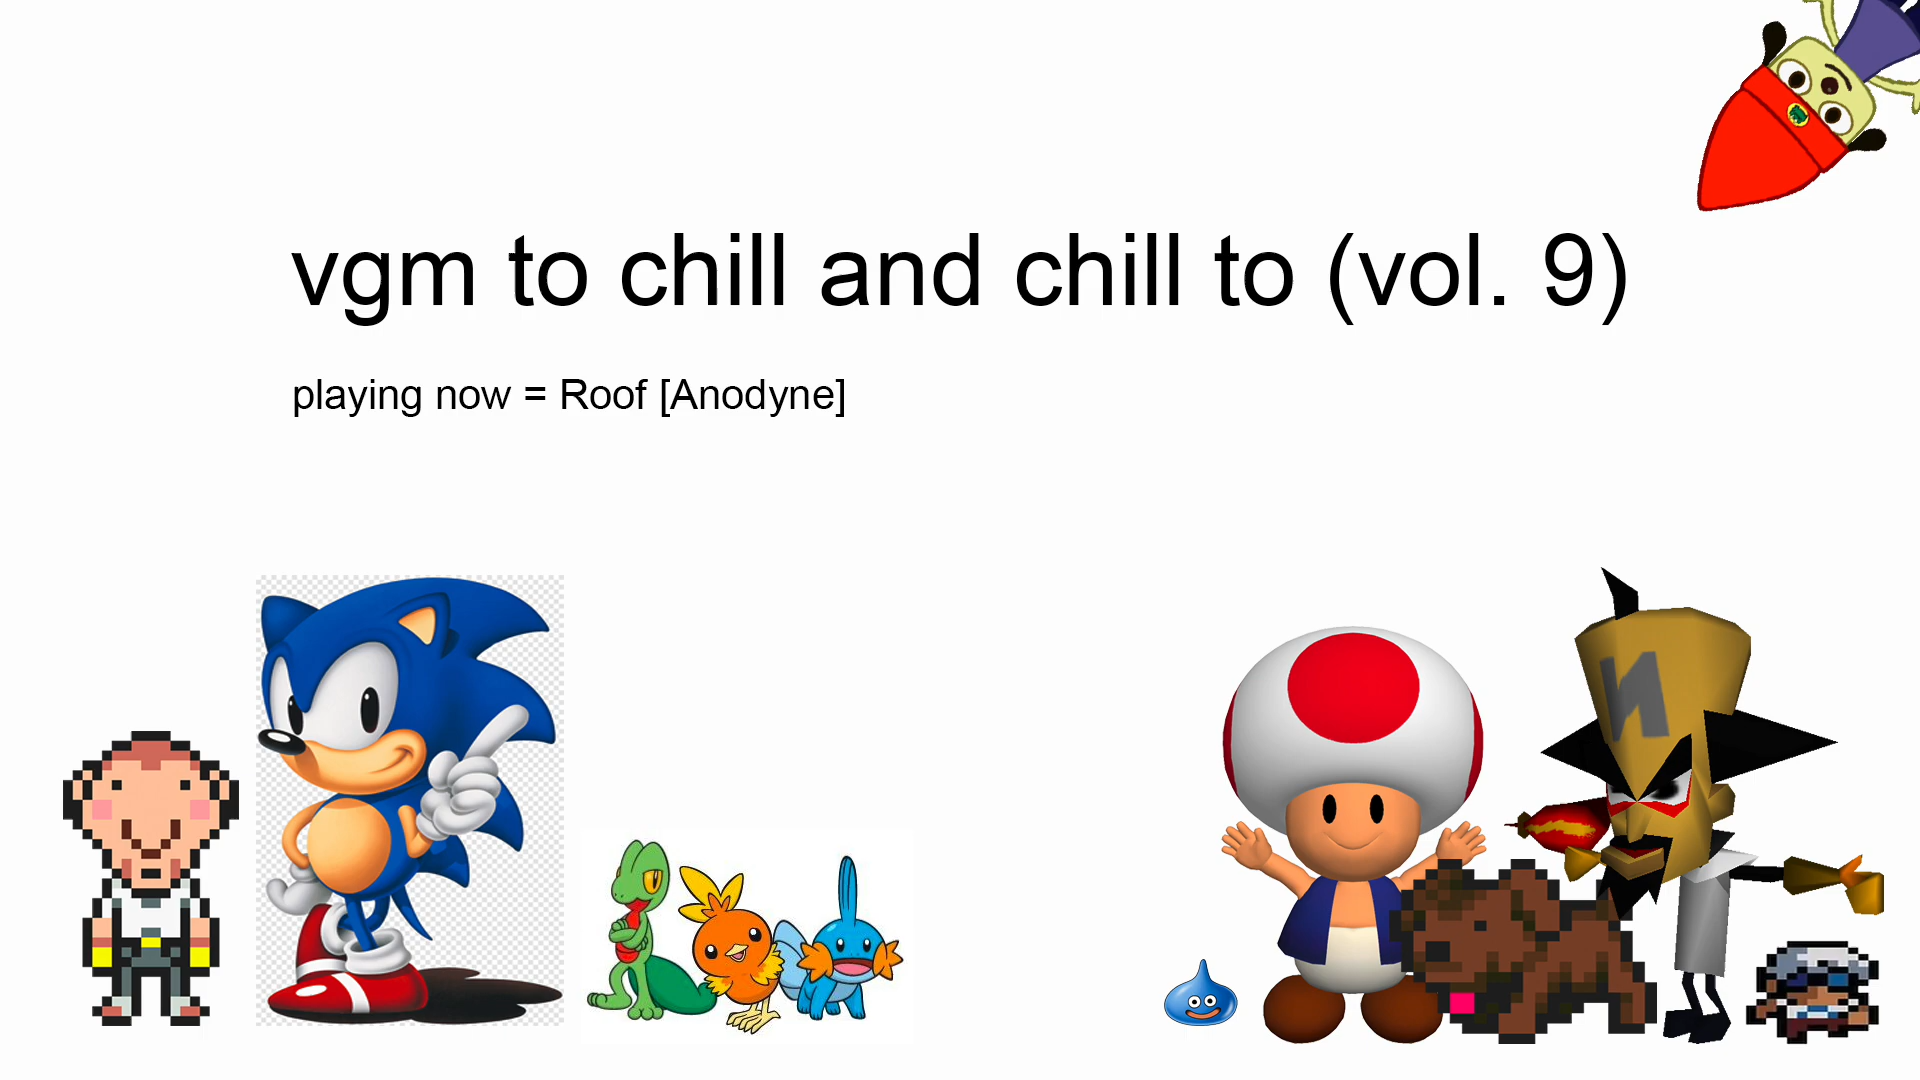 vgm to chill and chill to (vol. 9)
playing now = Roof [Anodyne]